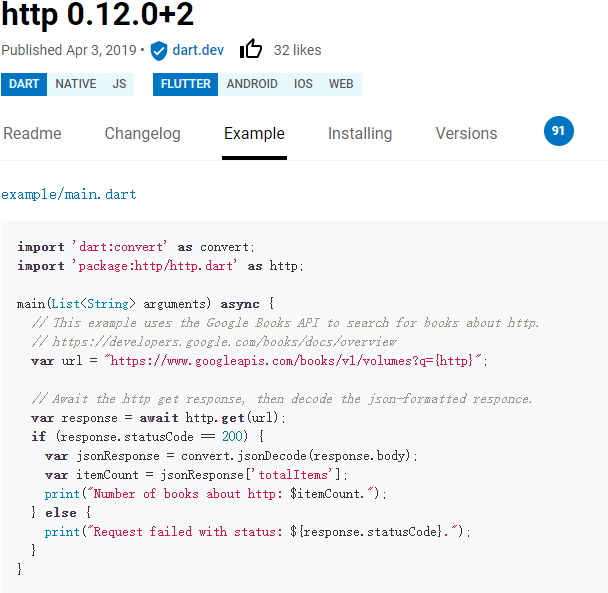 http 0.12.0+2
Published Apr 3, 2019 • dart.dev 32 likes
DART NATIVE JS FLUTTER ANDROID IOS WEB
Readme Changelog Example Installing Versions 91
example/main.dart
import 'dart:convert' as convert;
import 'package:http/http.dart' as http;
main(List<String> arguments) async {
// This example uses the Google Books API to search for books about http.
// https://developers.google.com/books/docs/overview
var url = "https://www.googleapis.com/books/v1/volumes?q={http}";
// Await the http get response, then decode the json-formatted responce.
var response = await http.get(url);
if (response.statusCode == 200) {
var jsonResponse = convert.jsonDecode(response.body);
var itemCount = jsonResponse['totalItems'];
print("Number of books about http: $itemCount.");
} else {
print("Request failed with status: ${response.statusCode}.");
}
}